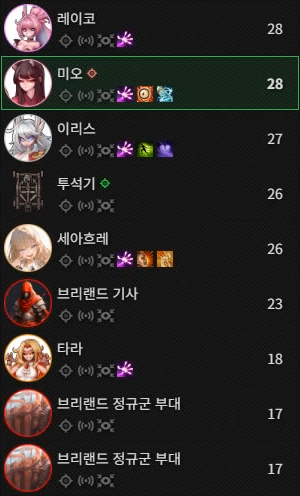 레이코 28
미오 28
이리스 27
투석기 26
세아흐레 26
브리랜드 기사 23
타라 18
브리랜드 정규군 부대 17
브리랜드 정규군 부대 17